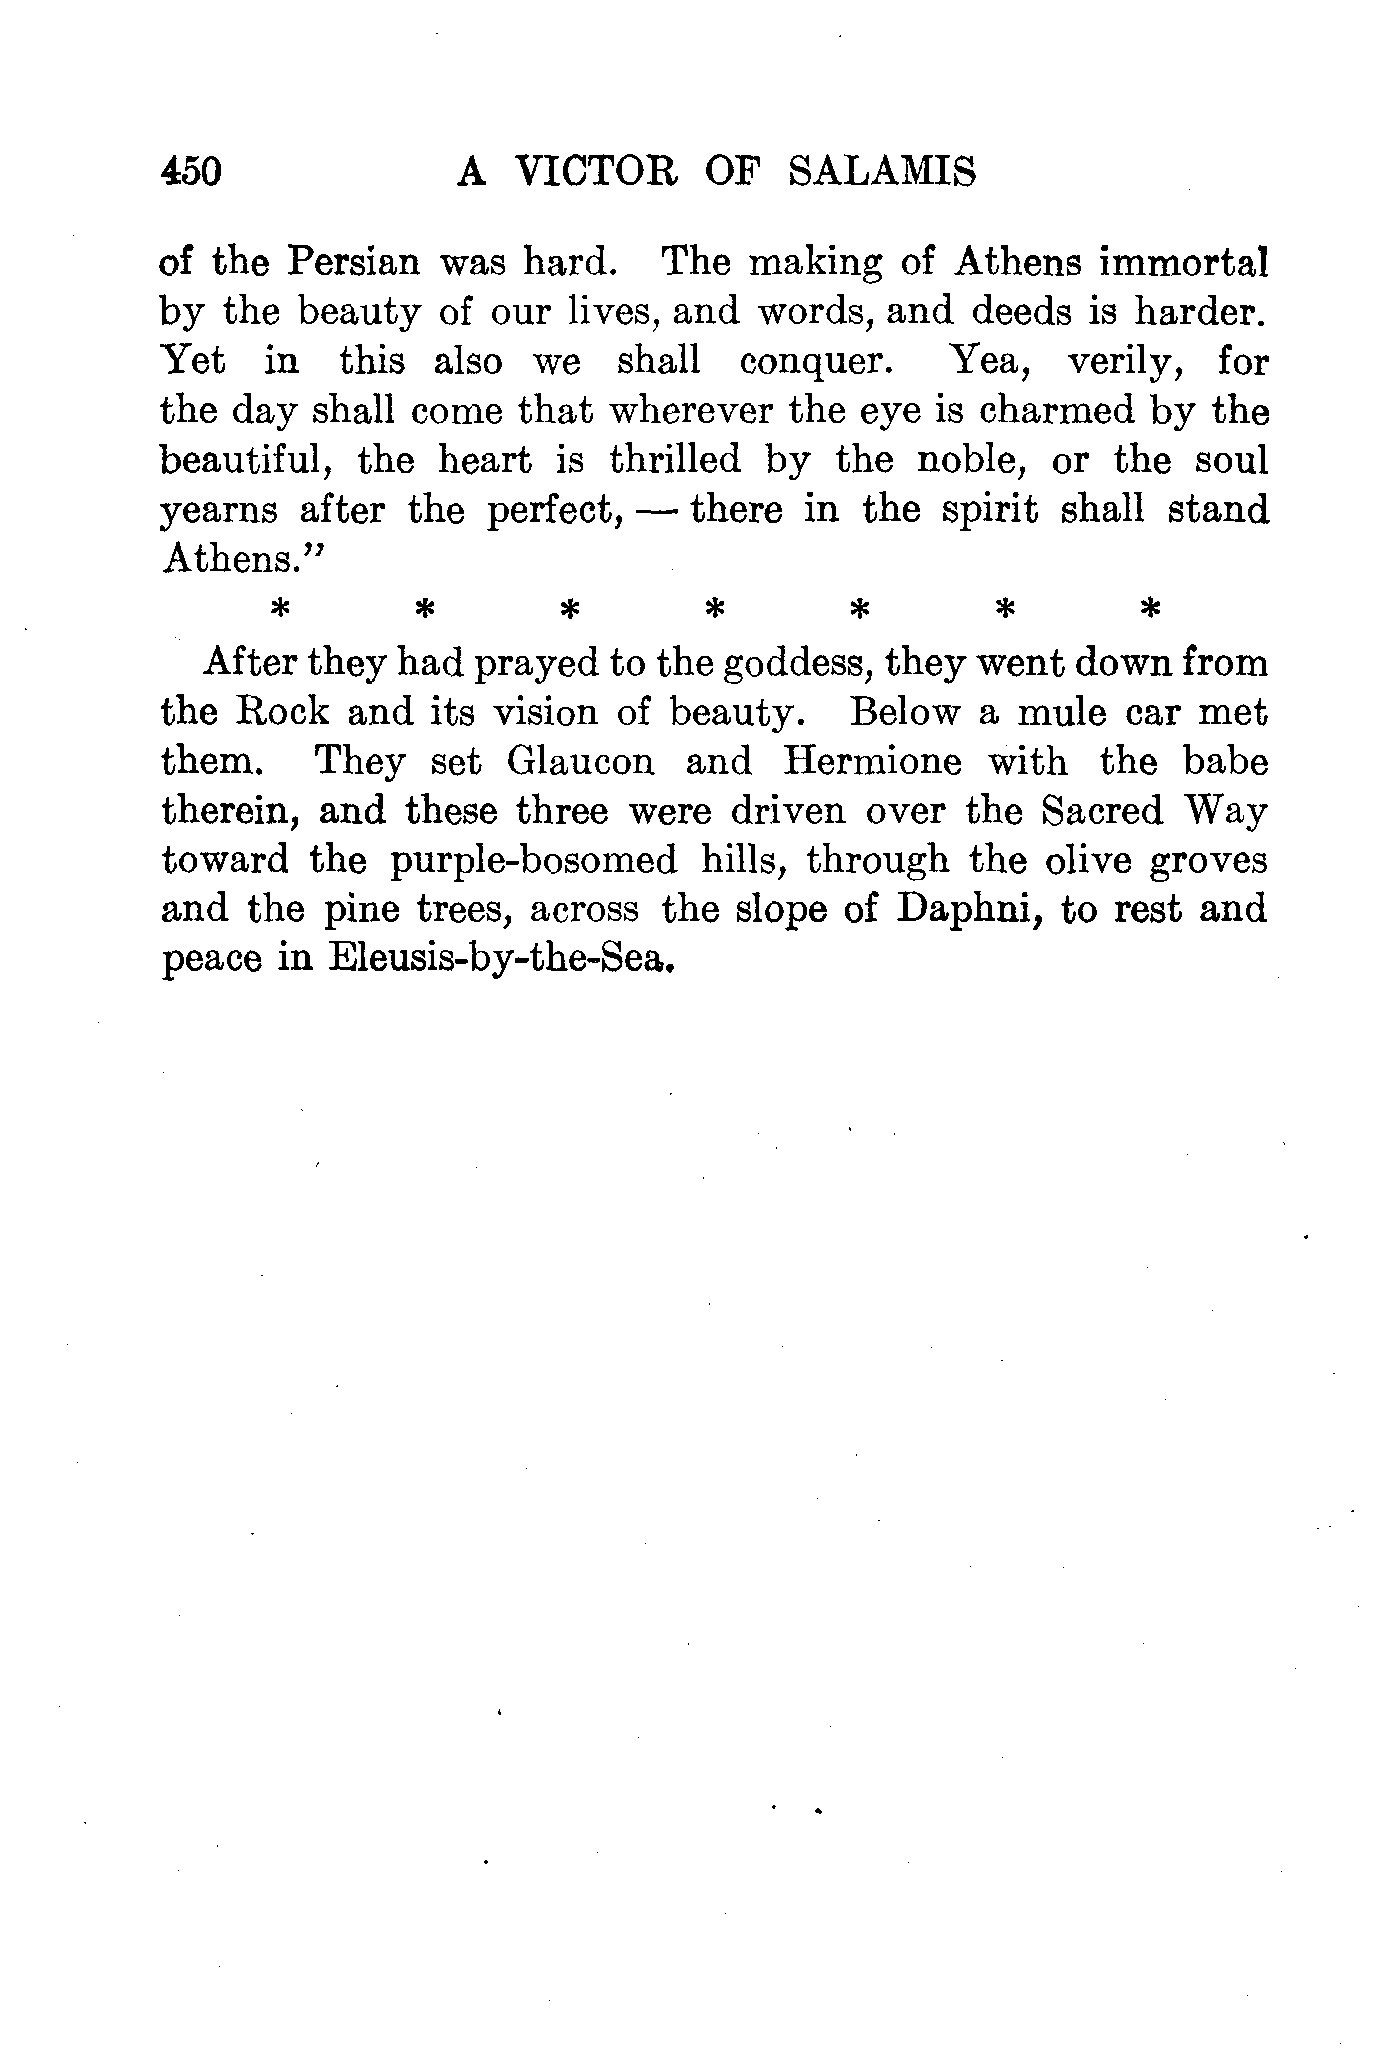 450 A VICTOR OF SALAMIS
of the Persian was hard. The making of Athens immortal
by the beauty of our lives, and words, and deeds is harder.
Yet in this also we shall conquer. Yea, verily, for
the day shall come that wherever the eye is charmed by the
beautiful, the heart is thrilled by the noble, or the soul
yearns after the perfect, — there in the spirit shall stand
Athens.”
* * * * * * *
After they had prayed to the goddess, they went down from
the Rock and its vision of beauty. Below a mule car met
them. They set Glaucon and Hermione with the babe
therein, and these three were driven over the Sacred Way
toward the purple-bosomed hills, through the olive groves
and the pine trees, across the slope of Daphni, to rest and
peace in Eleusis-by-the-Sea.